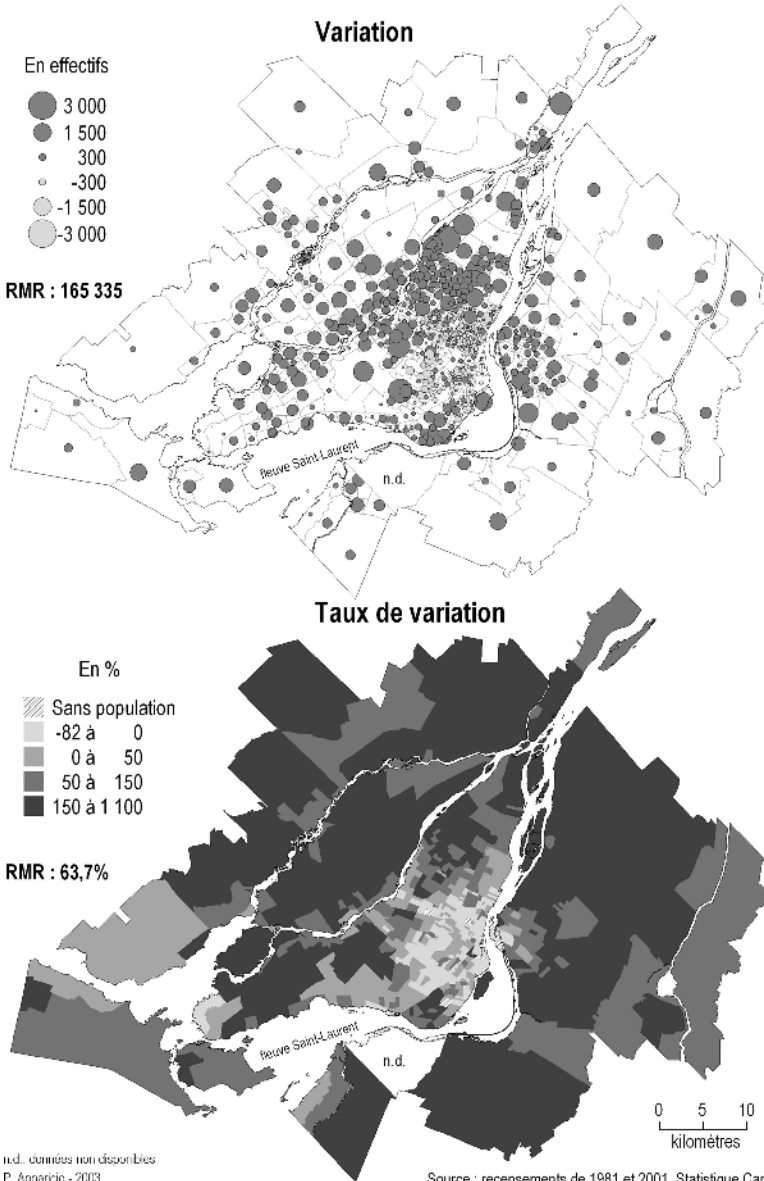 Variation
En effectifs
3 000
1 500
300
-300
-1 500
-3 000
RMR : 165 335
fleuve Saint-Laurent
n.d.
Taux de variation
En %
Sans population
-82 à 0
0 à 50
50 à 150
150 à 1 100
RMR : 63,7%
fleuve Saint-Laurent
n.d.
0 5 10
kilomètres
n.d.: données non disponibles
P. Apparicio - 2003
Source : recensements de 1981 et 2001, Statistique Car